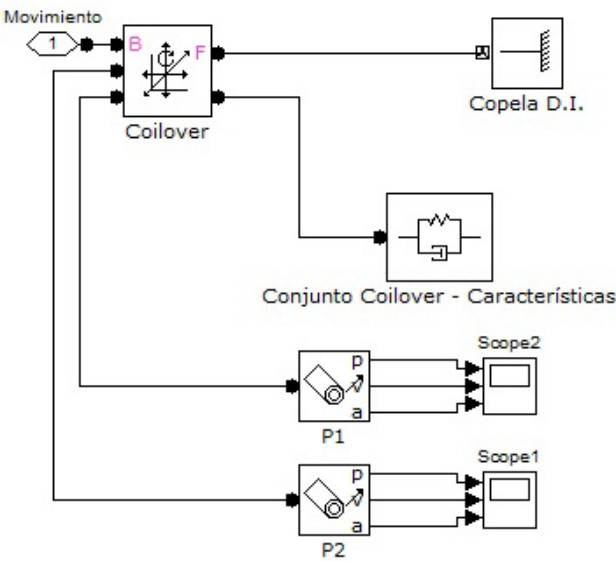 Movimiento
1
B
F
C
Coilover
Copela D.I.
Conjunto Coilover - Características
Scope2
p
v
a
P1
Scope1
p
v
a
P2